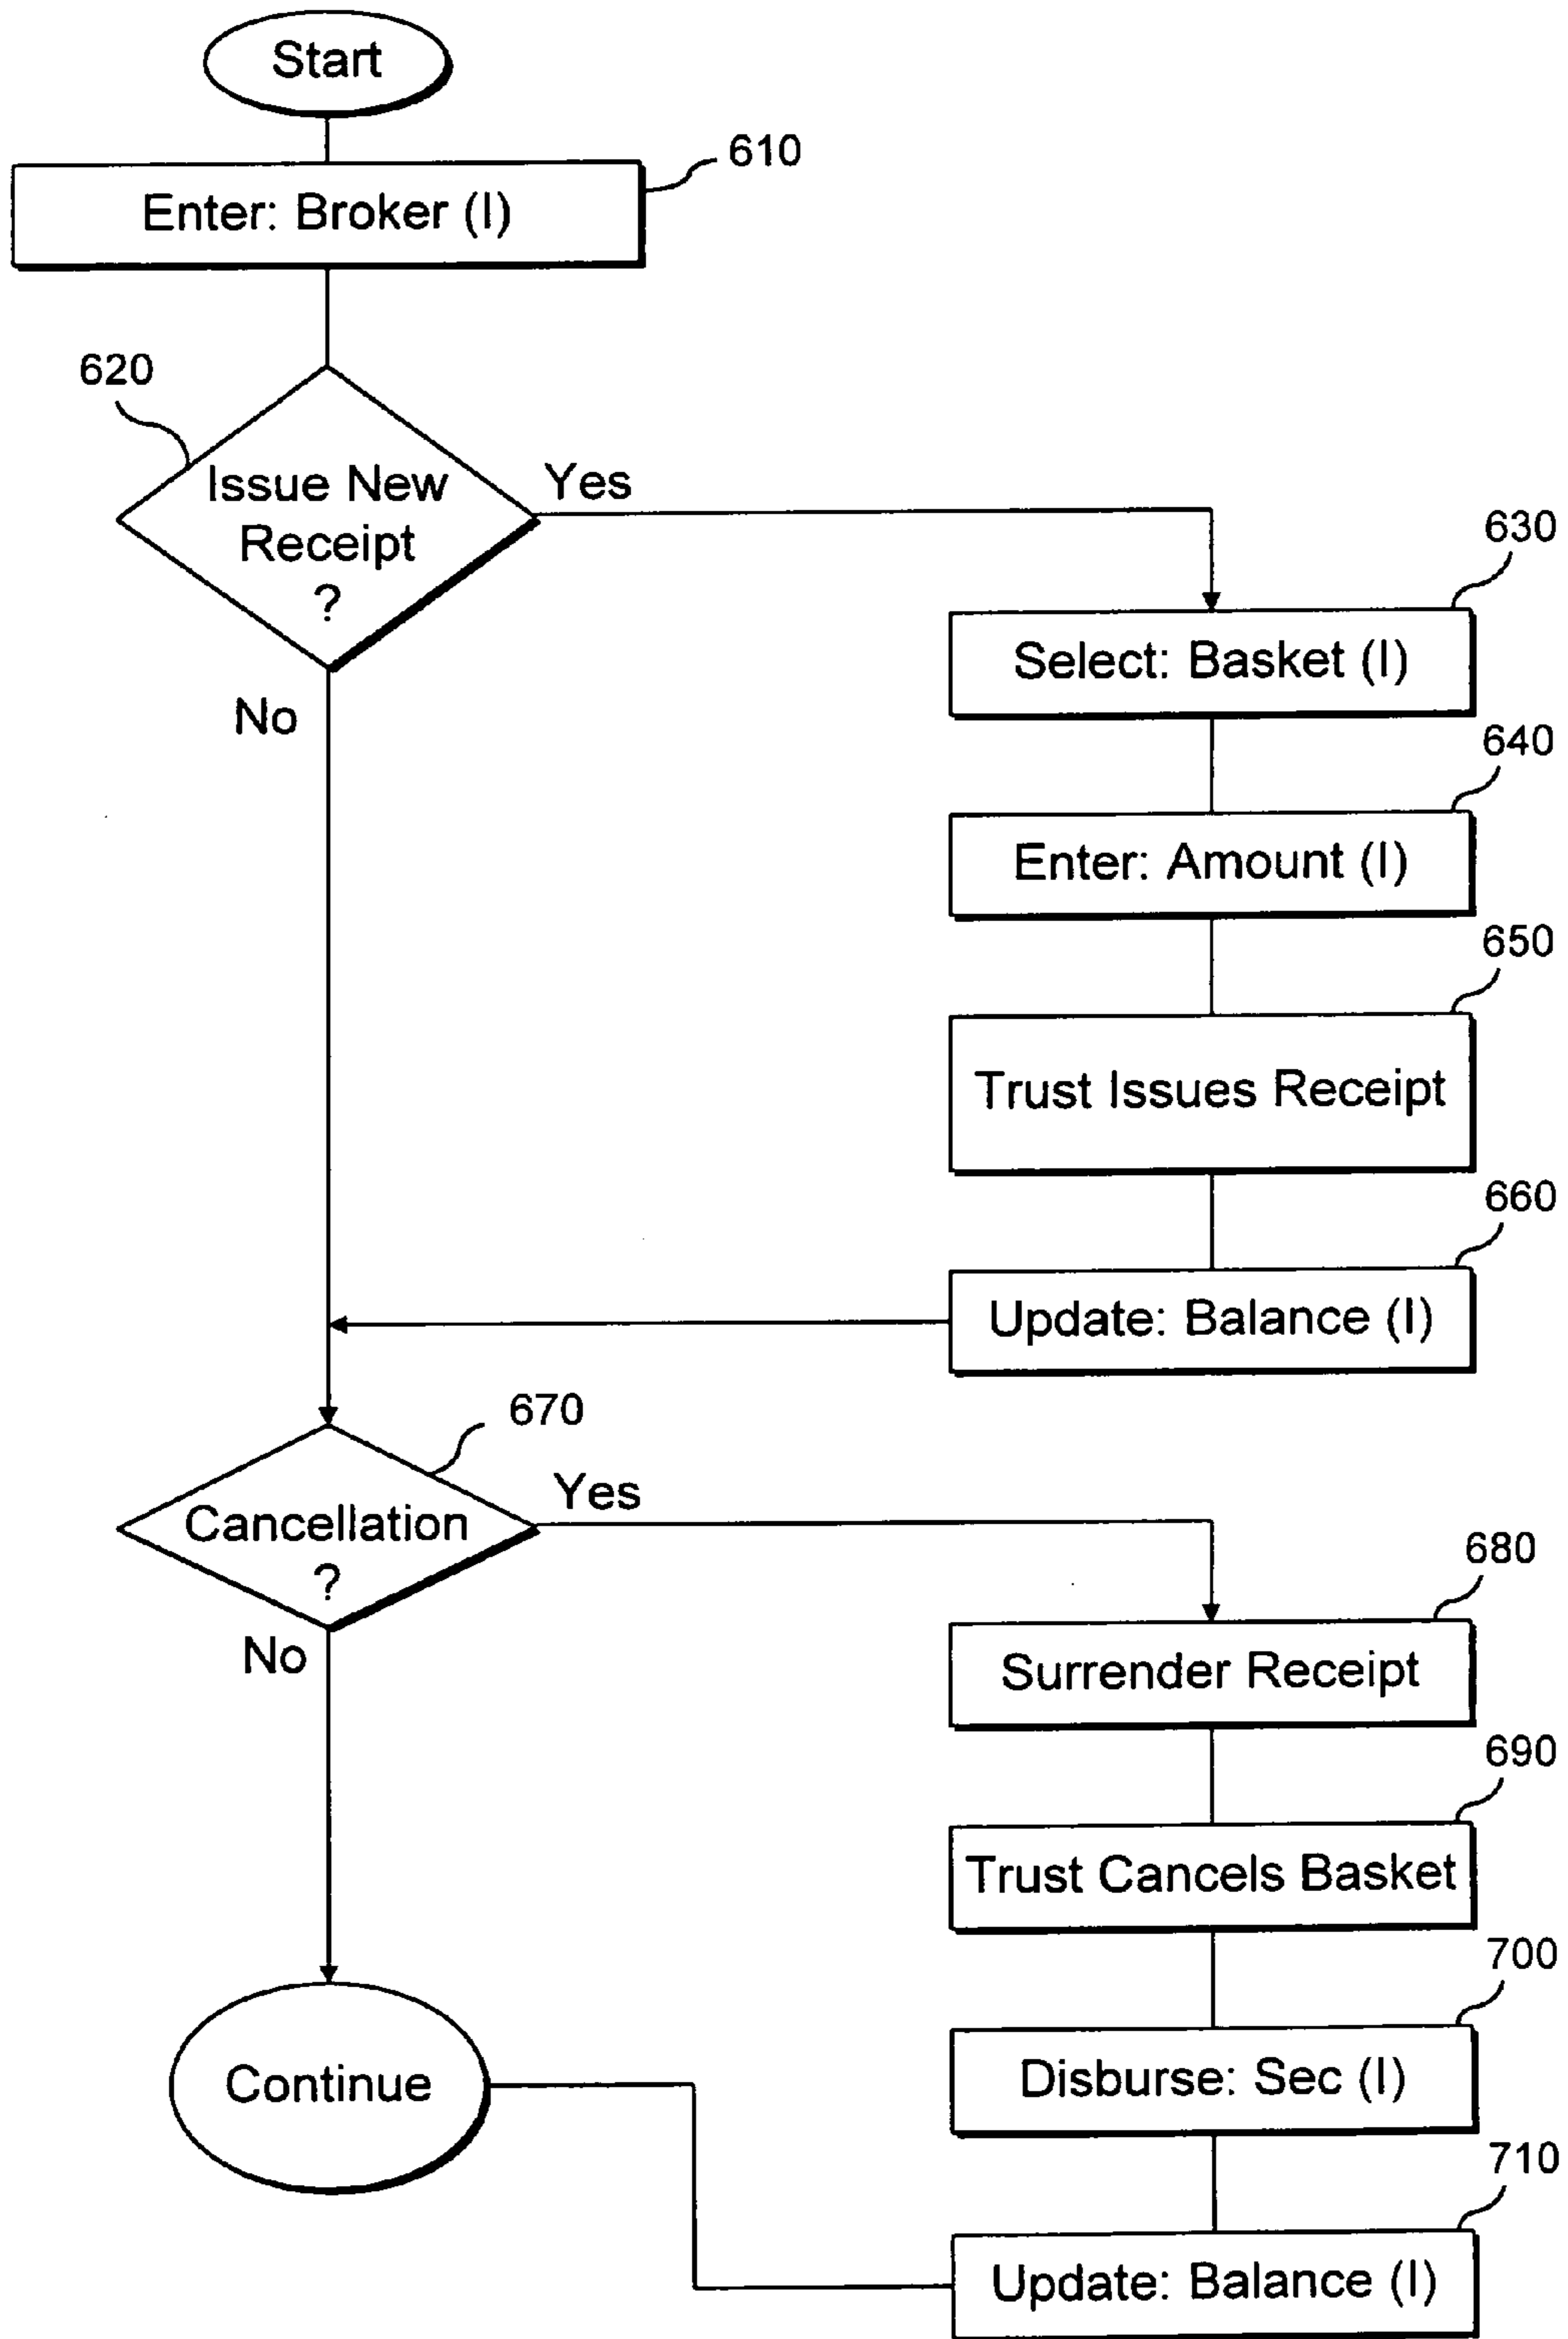 Start
610
Enter: Broker (I)
620
Issue New
Receipt
?
Yes
No
630
Select: Basket (I)
640
Enter: Amount (I)
650
Trust Issues Receipt
660
Update: Balance (I)
670
Cancellation
?
Yes
No
680
Surrender Receipt
690
Trust Cancels Basket
700
Disburse: Sec (I)
Continue
710
Update: Balance (I)